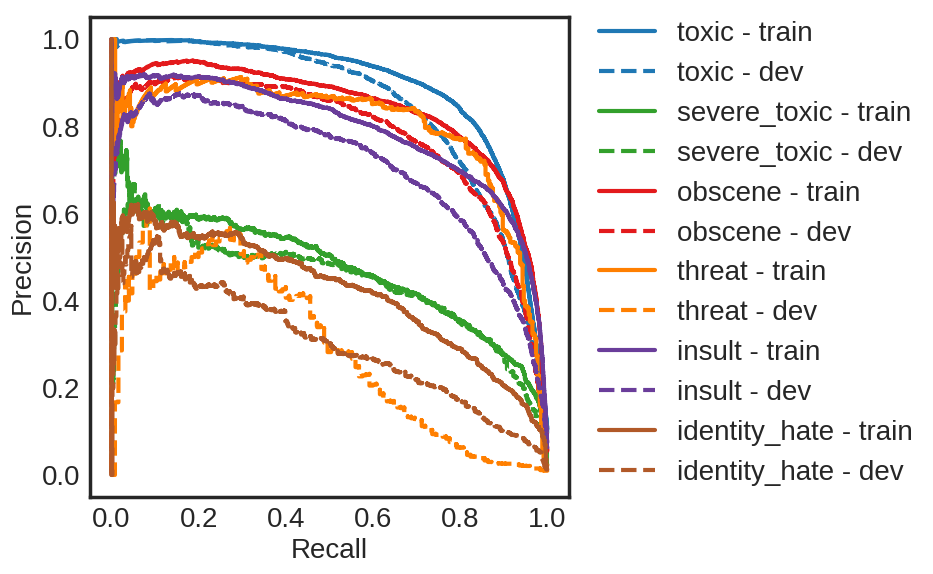 1.0
0.8
0.6
0.4
0.2
0.0
Precision
0.0 0.2 0.4 0.6 0.8 1.0
Recall
toxic - train
toxic - dev
severe_toxic - train
severe_toxic - dev
obscene - train
obscene - dev
threat - train
threat - dev
insult - train
insult - dev
identity_hate - train
identity_hate - dev